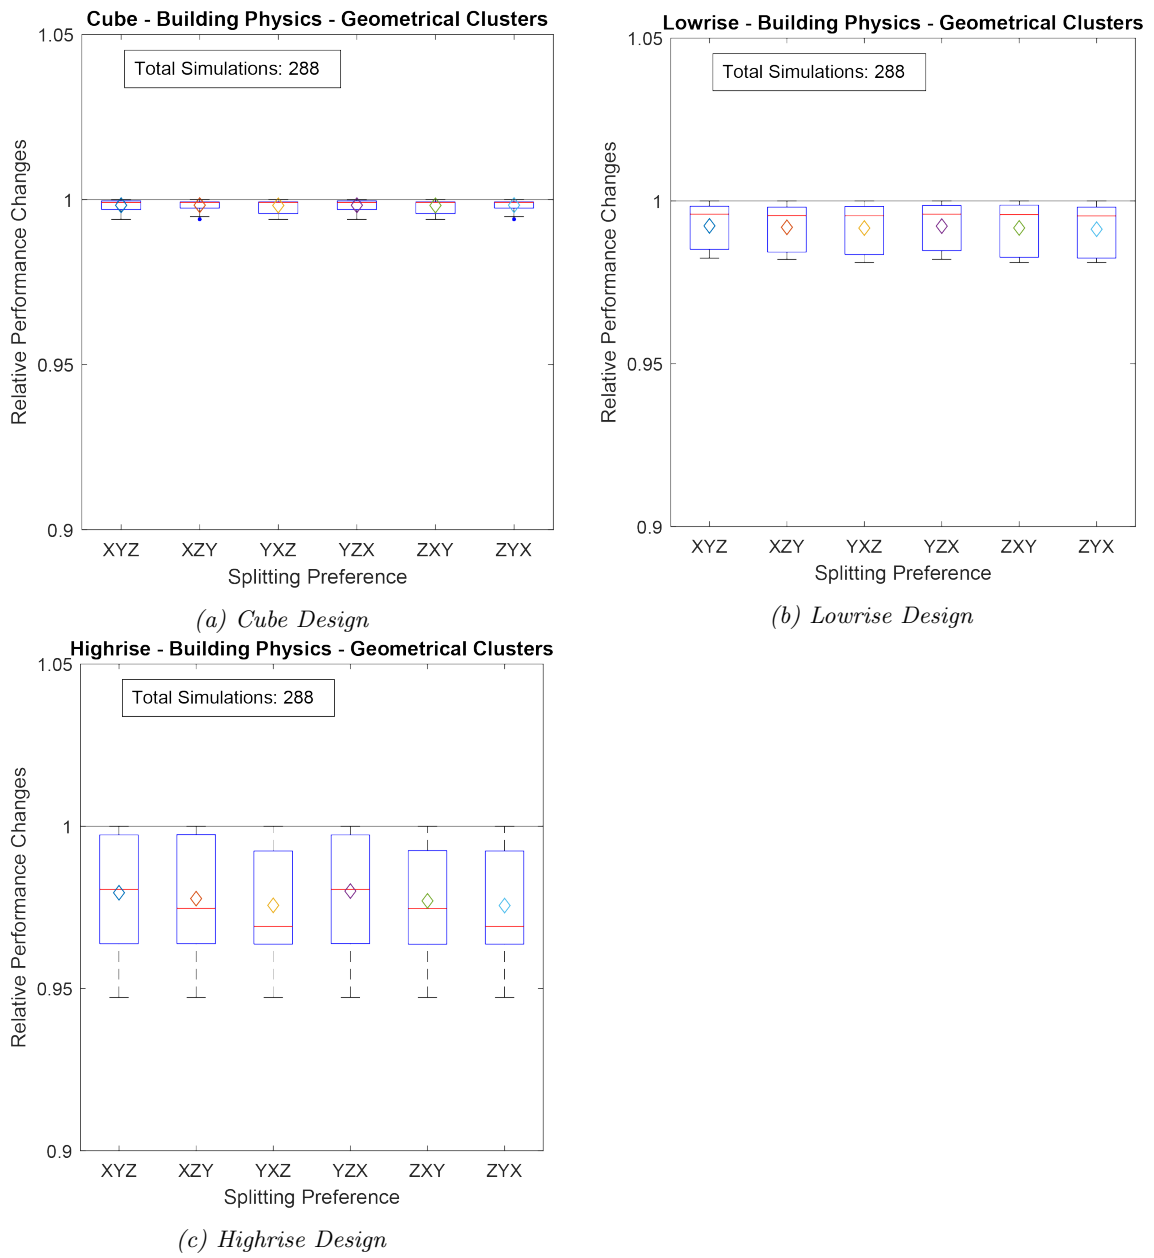 Cube - Building Physics - Geometrical Clusters
1.05
Total Simulations: 288
1
0.95
0.9
Relative Performance Changes
XYZ XZY YXZ YZX ZXY ZYX
Splitting Preference
(a) Cube Design
Lowrise - Building Physics - Geometrical Clusters
1.05
Total Simulations: 288
1
0.95
0.9
Relative Performance Changes
XYZ XZY YXZ YZX ZXY ZYX
Splitting Preference
(b) Lowrise Design
Highrise - Building Physics - Geometrical Clusters
1.05
Total Simulations: 288
1
0.95
0.9
Relative Performance Changes
XYZ XZY YXZ YZX ZXY ZYX
Splitting Preference
(c) Highrise Design